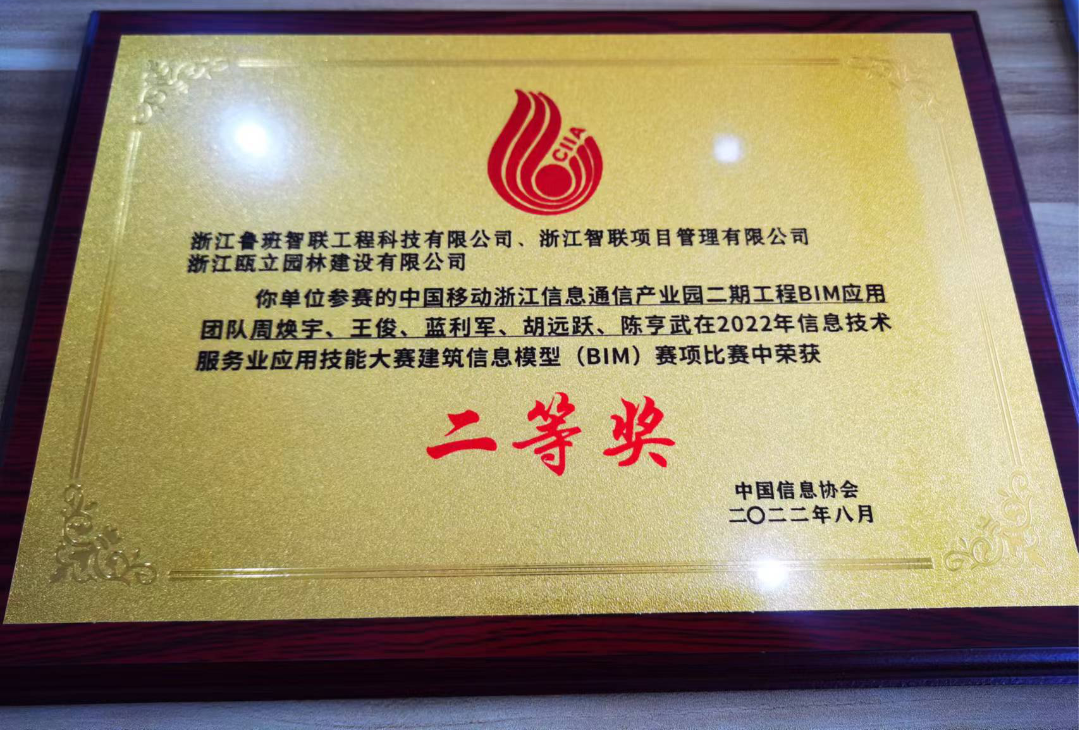 CIIA
浙江鲁班智联工程科技有限公司、浙江智联项目管理有限公司
浙江瓯立园林建设有限公司
你单位参赛的中国移动浙江信息通信产业园二期工程BIM应用
团队周焕宇、王俊、蓝利军、胡远跃、陈亨武在2022年信息技术
服务业应用技能大赛建筑信息模型（BIM）赛项比赛中荣获
二等奖
中国信息协会
二〇二二年八月